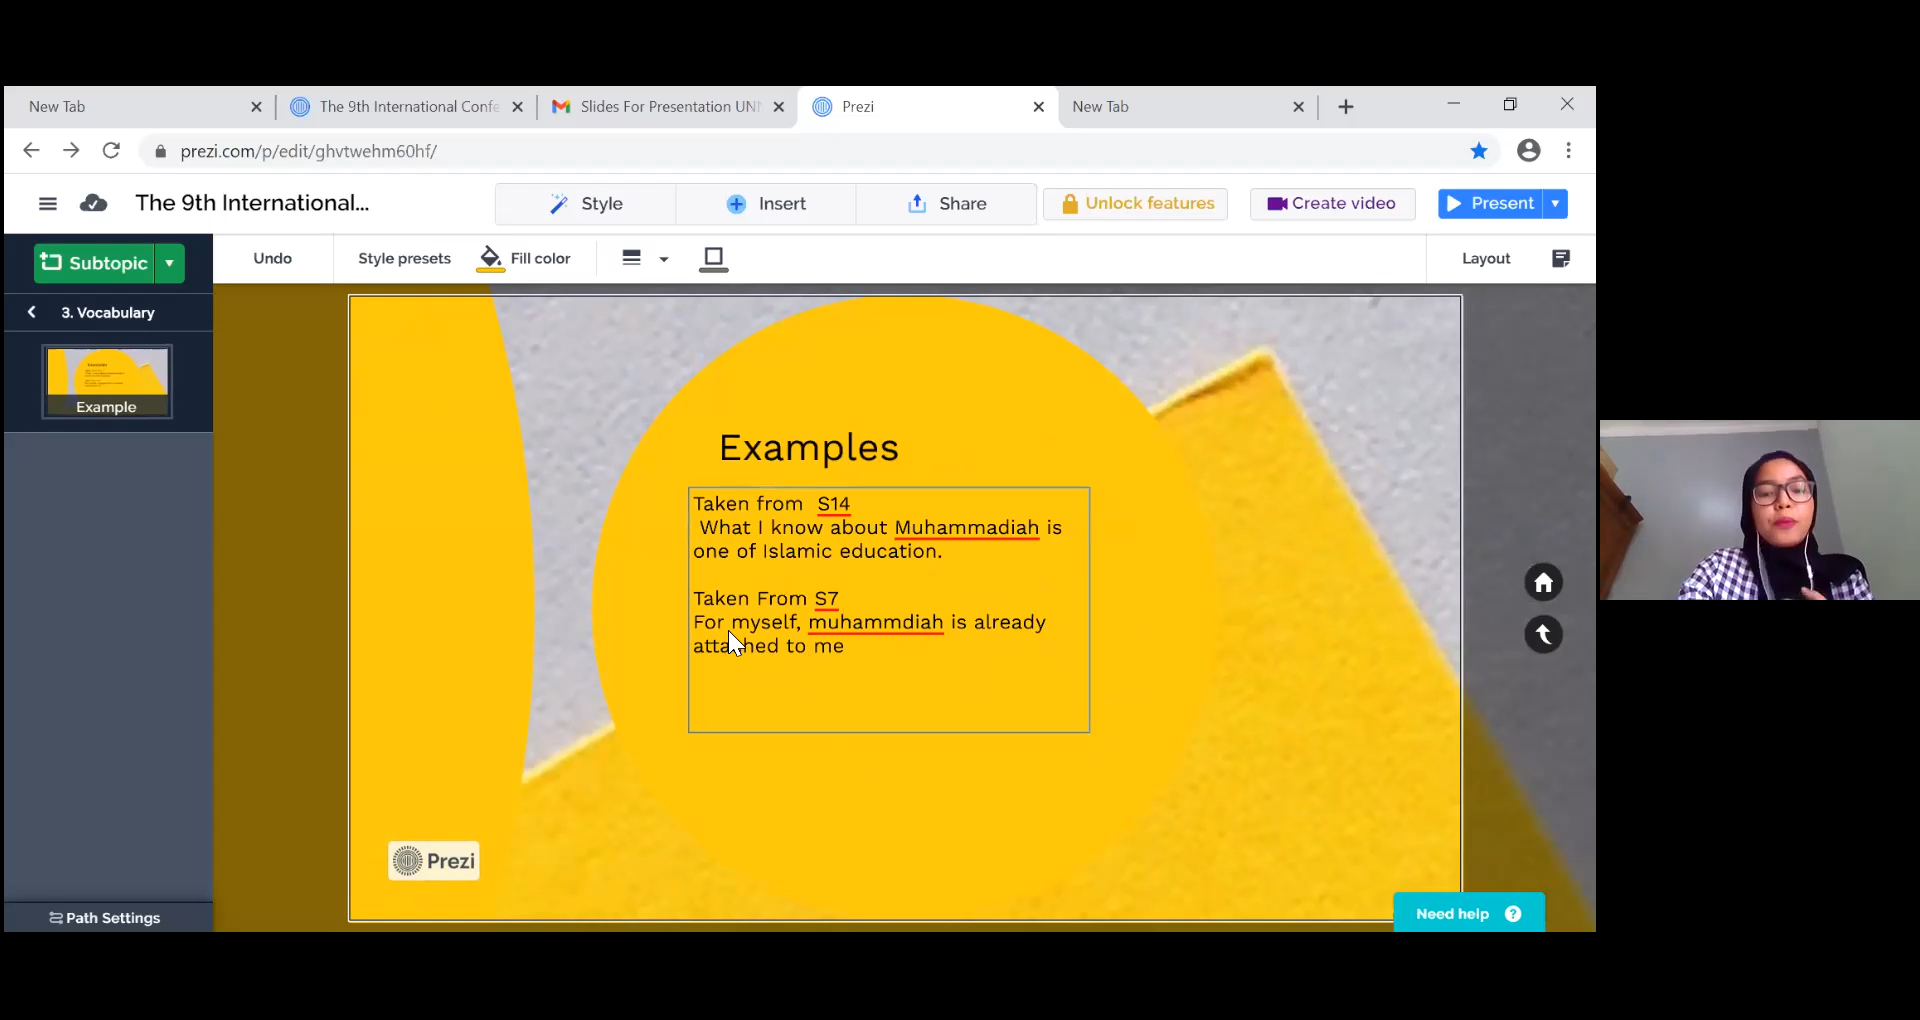 New Tab
The 9th International Confe
Slides For Presentation UNN
Prezi
New Tab
prezi.com/p/edit/ghvtwehm60hf/
The 9th International...
Style
Insert
Share
Unlock features
Create video
Present
Subtopic
Undo
Style presets
Fill color
Layout
3. Vocabulary
Example
Examples
Taken from S14
What I know about Muhammadiah is
one of Islamic education.
Taken From S7
For myself, muhammdiah is already
attached to me
Prezi
Path Settings
Need help ?